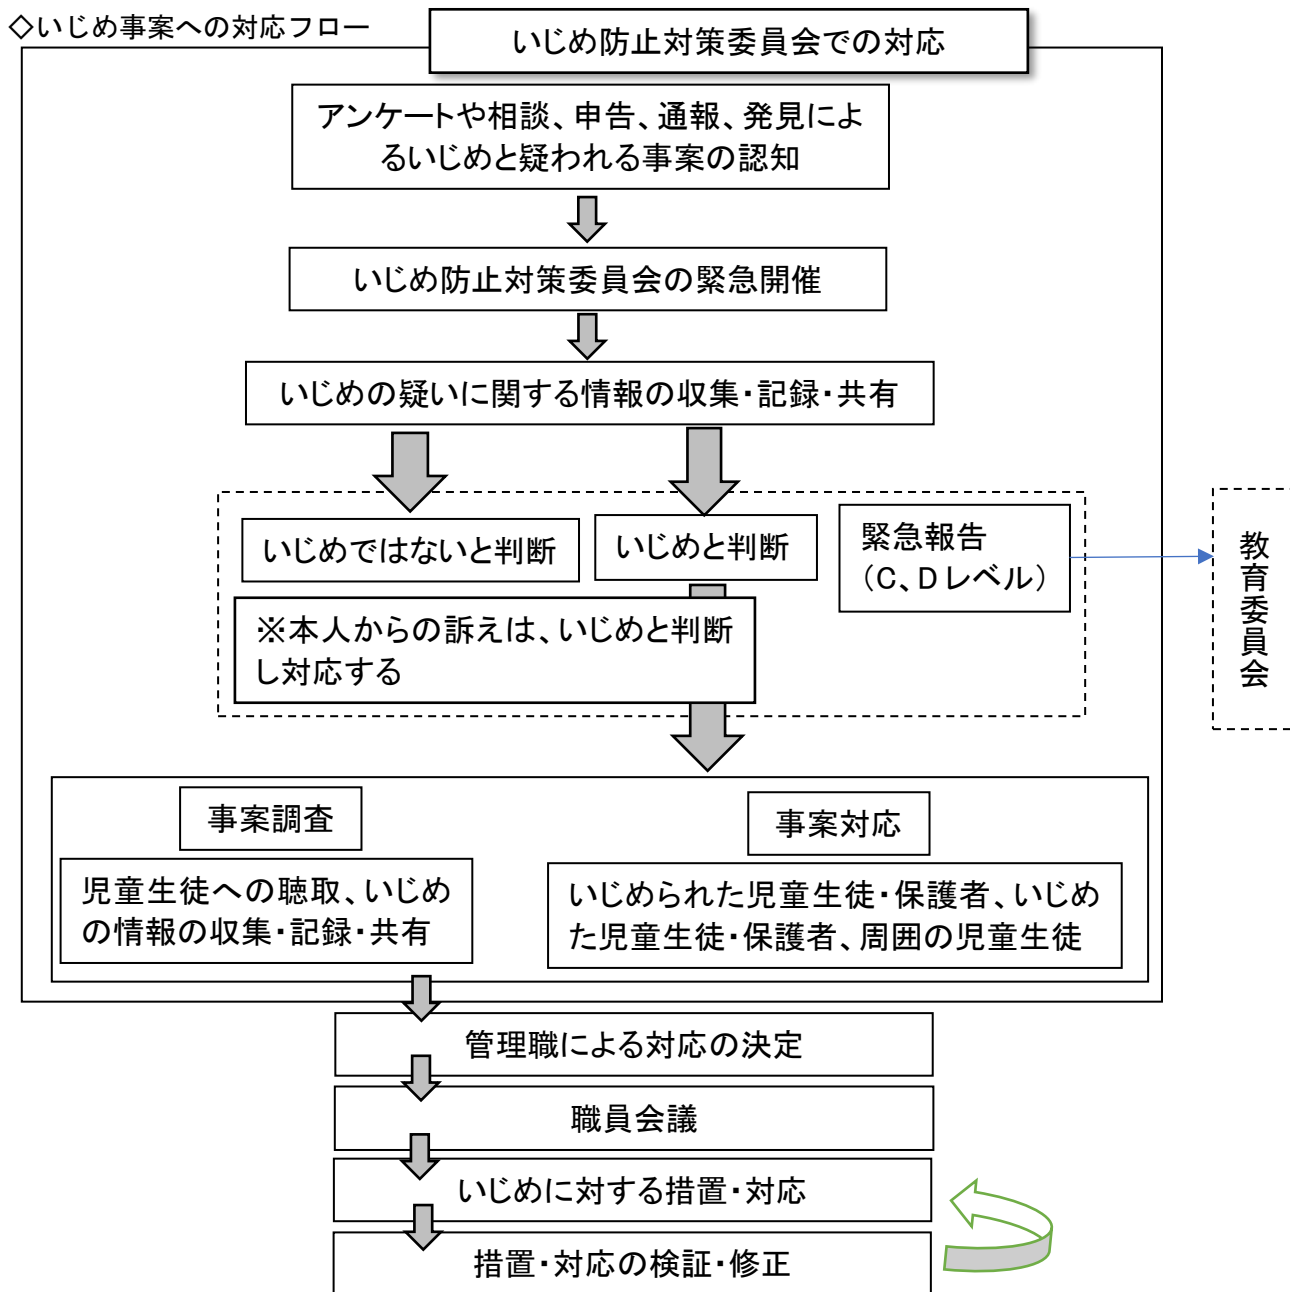 ◇いじめ事案への対応フロー
いじめ防止対策委員会での対応
アンケートや相談、申告、通報、発見によ
るいじめと疑われる事案の認知
いじめ防止対策委員会の緊急開催
いじめの疑いに関する情報の収集・記録・共有
いじめではないと判断
いじめと判断
緊急報告
（C、Dレベル）
教育委員会
※本人からの訴えは、いじめと判断
し対応する
事案調査
児童生徒への聴取、いじめ
の情報の収集・記録・共有
事案対応
いじめられた児童生徒・保護者、いじめ
た児童生徒・保護者、周囲の児童生徒
管理職による対応の決定
職員会議
いじめに対する措置・対応
措置・対応の検証・修正